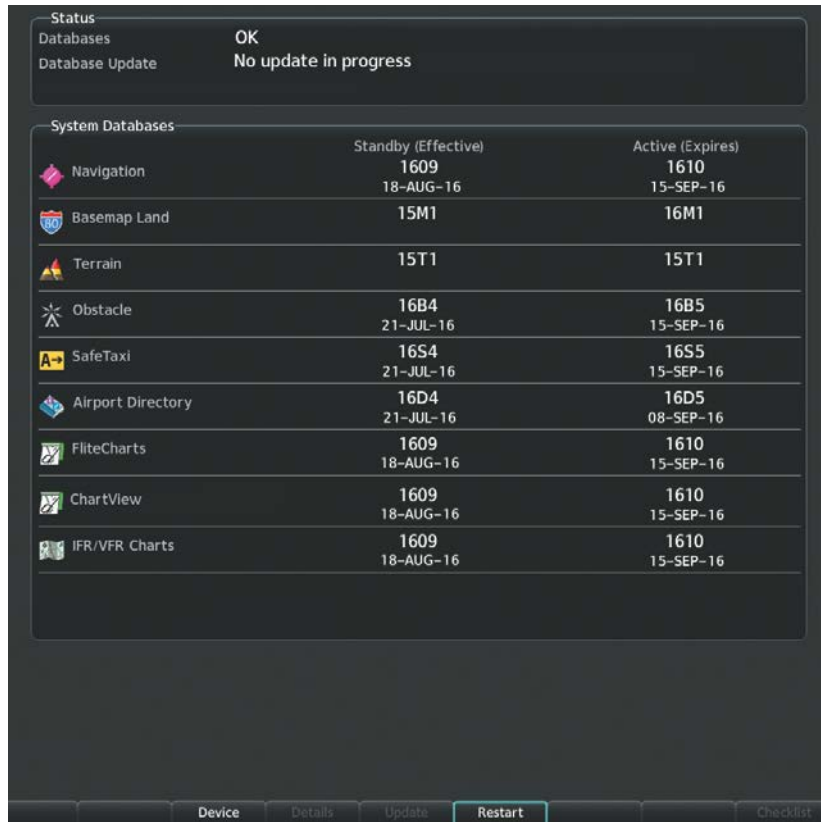 Status
Databases OK
Database Update No update in progress
System Databases
Standby (Effective) Active (Expires)
Navigation 1609 1610
18-AUG-16 15-SEP-16
80 Basemap Land 15M1 16M1
Terrain 15T1 15T1
Obstacle 16B4 16B5
21-JUL-16 15-SEP-16
A→ SafeTaxi 16S4 16S5
21-JUL-16 15-SEP-16
Airport Directory 16D4 16D5
21-JUL-16 08-SEP-16
FliteCharts 1609 1610
18-AUG-16 15-SEP-16
ChartView 1609 1610
18-AUG-16 15-SEP-16
IFR/VFR Charts 1609 1610
18-AUG-16 15-SEP-16
Device Details Update Restart Checklist